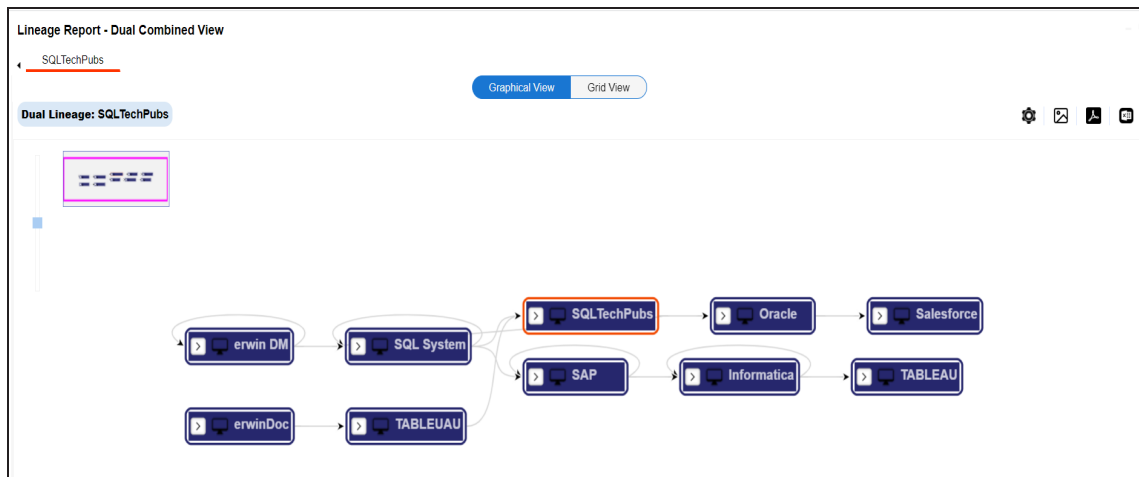 Lineage Report - Dual Combined View
SQLTechPubs
Graphical View Grid View
Dual Lineage: SQLTechPubs
SQLTechPubs Oracle Salesforce
erwin DM SQL System
SAP Informatica TABLEAU
erwinDoc TABLEUAU